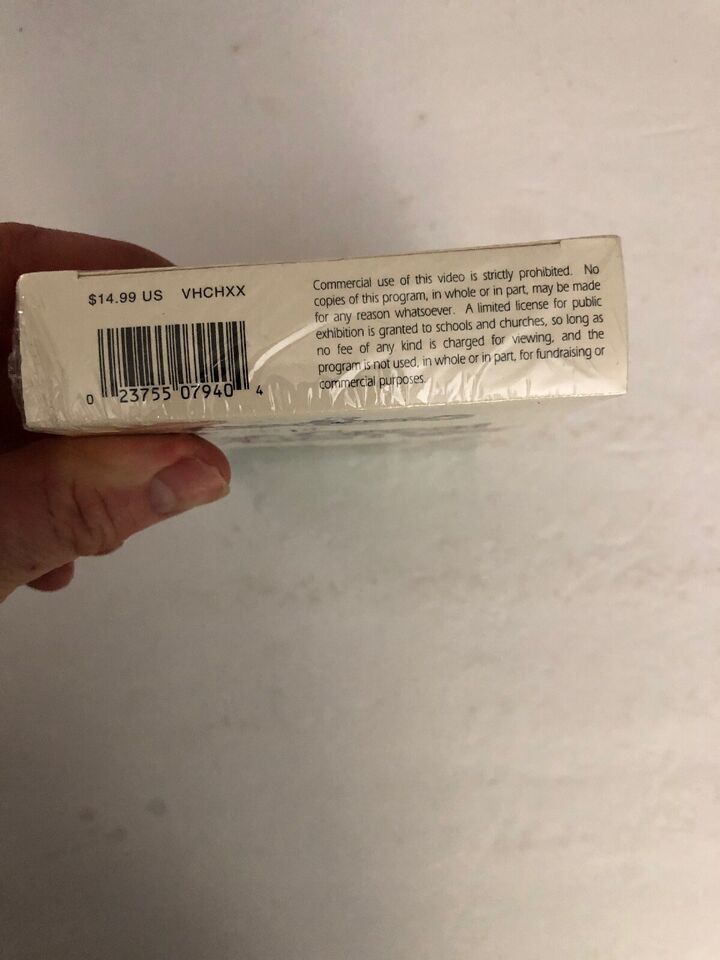 $14.99 US VHCHXX
0 23755 07940 4
Commercial use of this video is strictly prohibited. No
copies of this program, in whole or in part, may be made
for any reason whatsoever. A limited license for public
exhibition is granted to schools and churches, so long as
no fee of any kind is charged for viewing, and the
program is not used, in whole or in part, for fundraising or
commercial purposes.